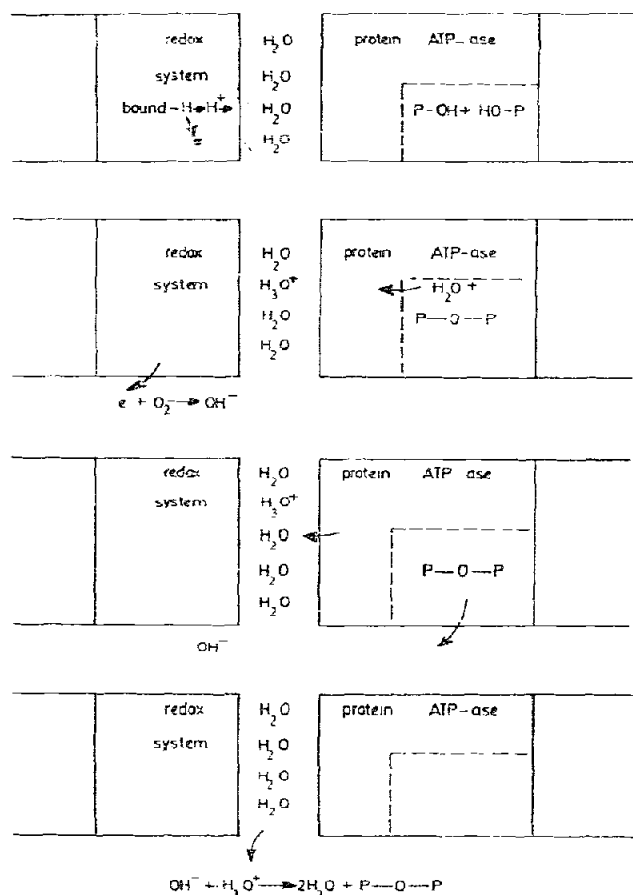 redox H₂O protein ATP-ase
system H₂O
bound-H→H⁺→ H₂O P-OH+ HO-P
H₂O
redox H₂O protein ATP-ase
system H₃O⁺ H₂O +
H₂O P—O—P
H₂O
e + O₂⁻→OH⁻
redox H₂O protein ATP ase
system H₃O⁺
H₂O
H₂O P—O—P
H₂O
OH⁻
redox H₂O protein ATP-ase
system H₂O
H₂O
H₂O
OH⁻ + H₃O⁺→2H₂O + P—O—P